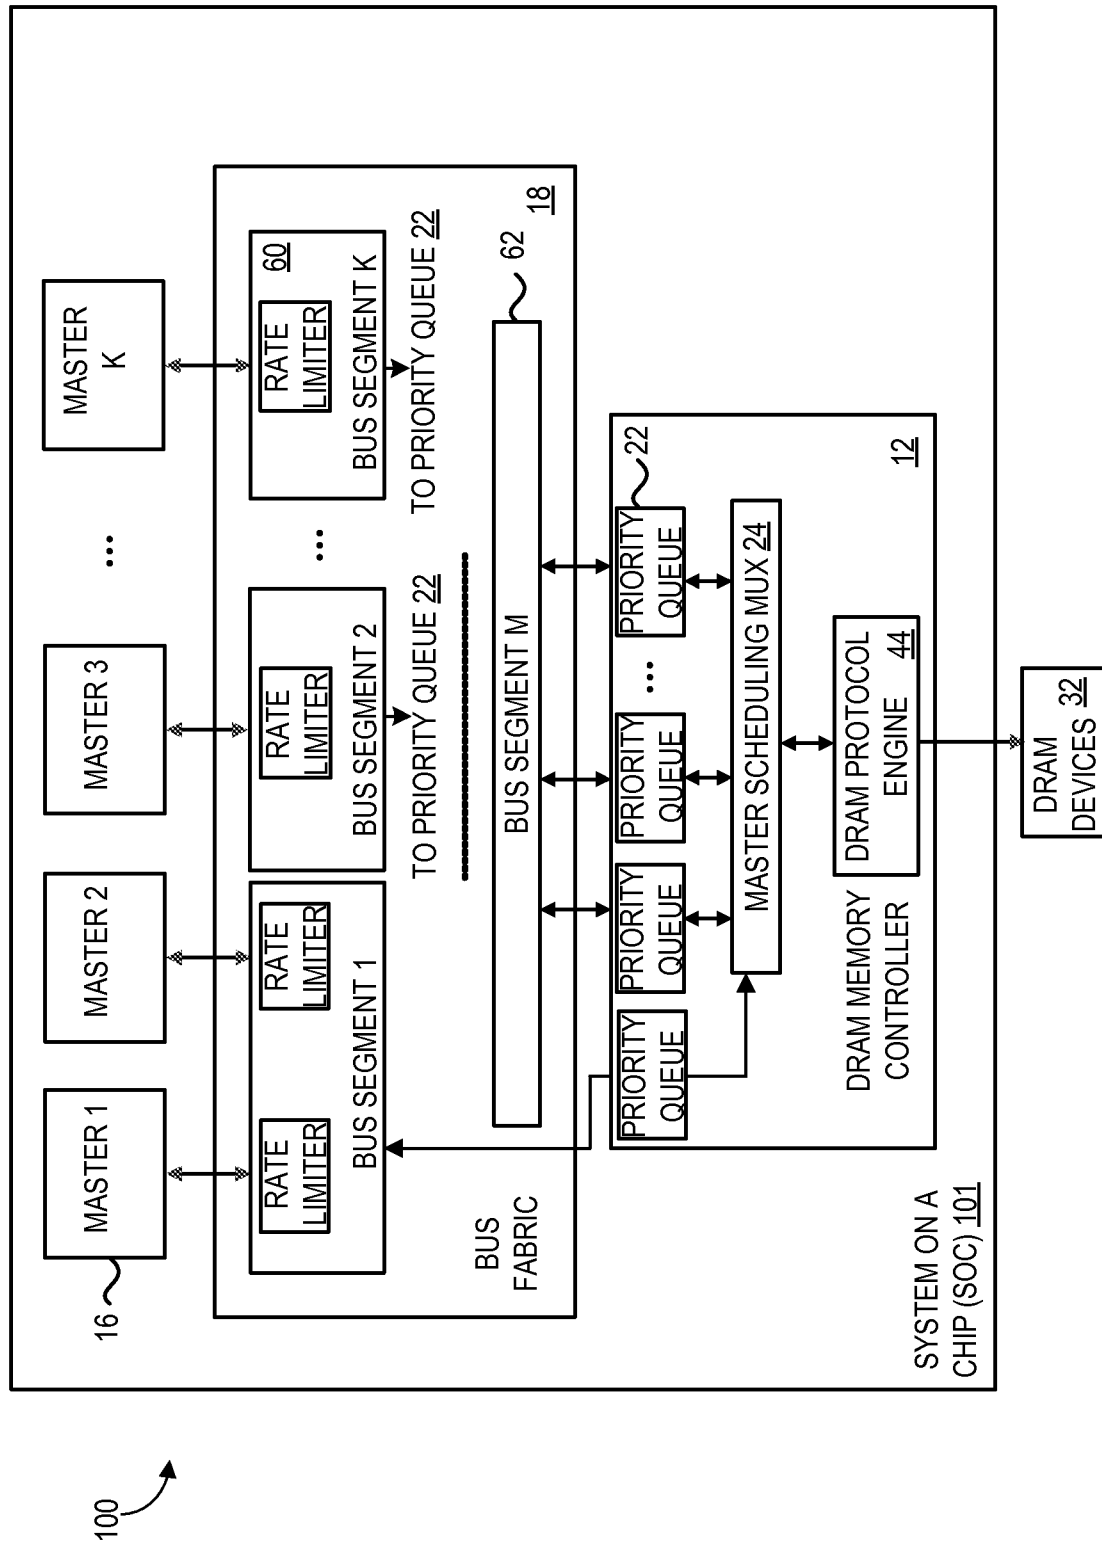 100
16
MASTER 1
MASTER 2
MASTER 3
...
MASTER
K
RATE
LIMITER
RATE
LIMITER
BUS SEGMENT 1
RATE
LIMITER
BUS SEGMENT 2
...
60
RATE
LIMITER
BUS SEGMENT K
TO PRIORITY QUEUE 22
TO PRIORITY QUEUE 22
BUS
FABRIC
BUS SEGMENT M
62
18
PRIORITY
QUEUE
PRIORITY
QUEUE
PRIORITY
QUEUE
...
PRIORITY
QUEUE
22
MASTER SCHEDULING MUX 24
DRAM PROTOCOL
ENGINE 44
DRAM MEMORY
CONTROLLER
12
SYSTEM ON A
CHIP (SOC) 101
DRAM
DEVICES 32